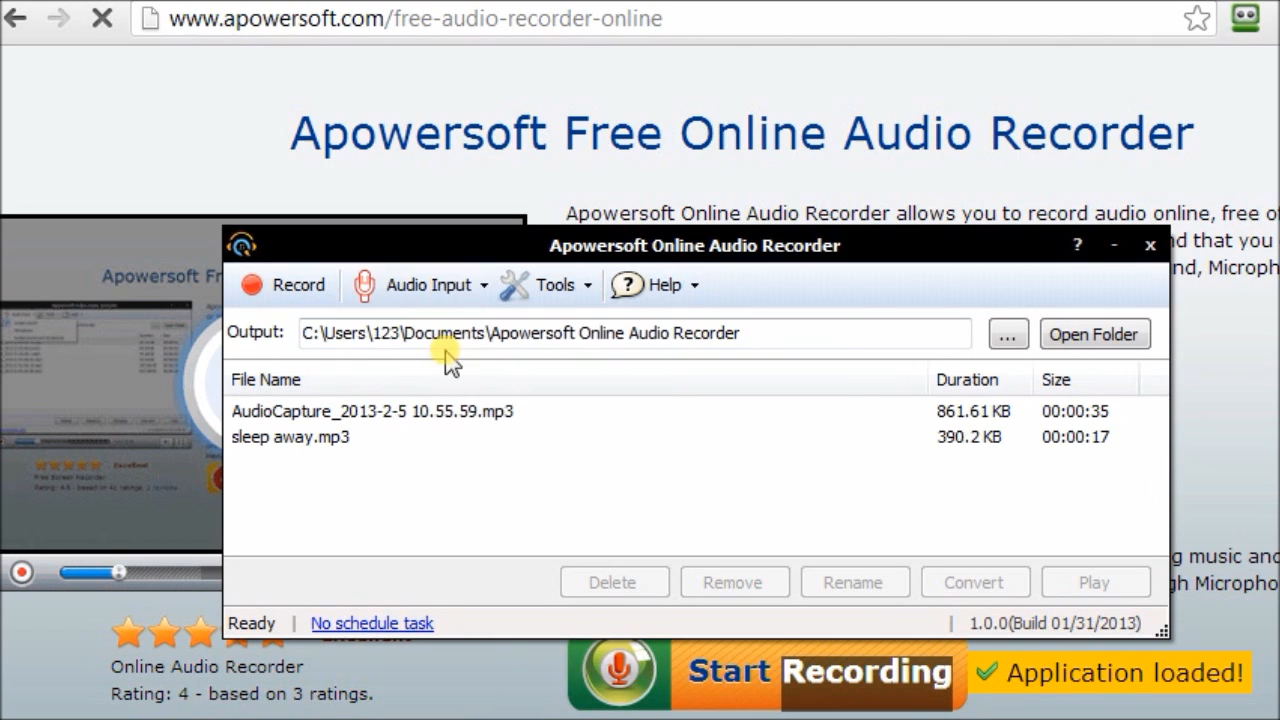 www.apowersoft.com/free-audio-recorder-online
Apowersoft Free Online Audio Recorder
Apowersoft Online Audio Recorder allows you to record audio online, free o
Apowersoft Online Audio Recorder ? - x
nd that you
Apowersoft Fr
nd, Microph
Record Audio Input Tools ? Help
Output: C:\Users\123\Documents\Apowersoft Online Audio Recorder ... Open Folder
File Name Duration Size
AudioCapture_2013-2-5 10.55.59.mp3 861.61 KB 00:00:35
sleep away.mp3 390.2 KB 00:00:17
g music and
Delete Remove Rename Convert Play
gh Micropho
Ready | No schedule task | 1.0.0(Build 01/31/2013)
Online Audio Recorder
Rating: 4 - based on 3 ratings.
Start Recording
Application loaded!